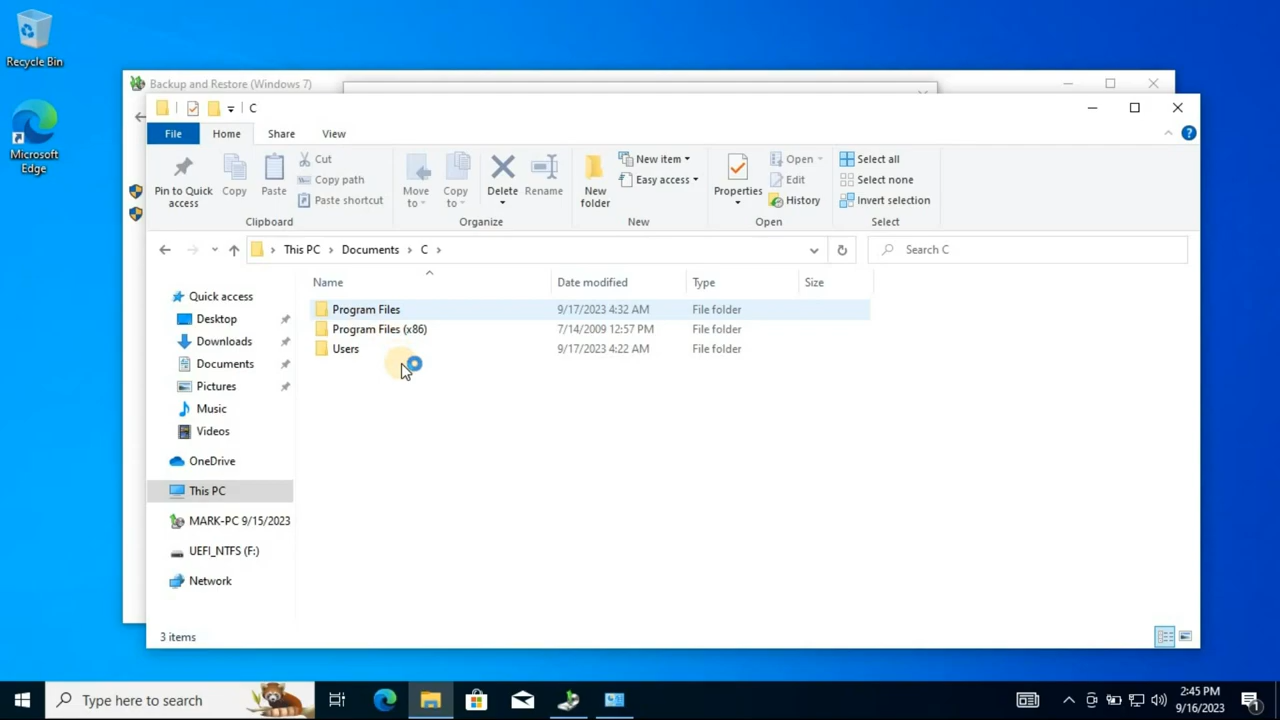 Recycle Bin
Microsoft
Edge
Backup and Restore (Windows 7)
C
File
Home
Share
View
Pin to Quick
access
Copy
Paste
Cut
Copy path
Paste shortcut
Clipboard
Move
to
Copy
to
Delete
Rename
Organize
New
folder
New item
Easy access
New
Properties
Open
Edit
History
Open
Select all
Select none
Invert selection
Select
This PC
Documents
C
Search C
Name
Date modified
Type
Size
Program Files
9/17/2023 4:32 AM
File folder
Program Files (x86)
7/14/2009 12:57 PM
File folder
Users
9/17/2023 4:22 AM
File folder
Quick access
Desktop
Downloads
Documents
Pictures
Music
Videos
OneDrive
This PC
MARK-PC 9/15/2023
UEFI_NTFS (F:)
Network
3 items
Type here to search
2:45 PM
9/16/2023
1